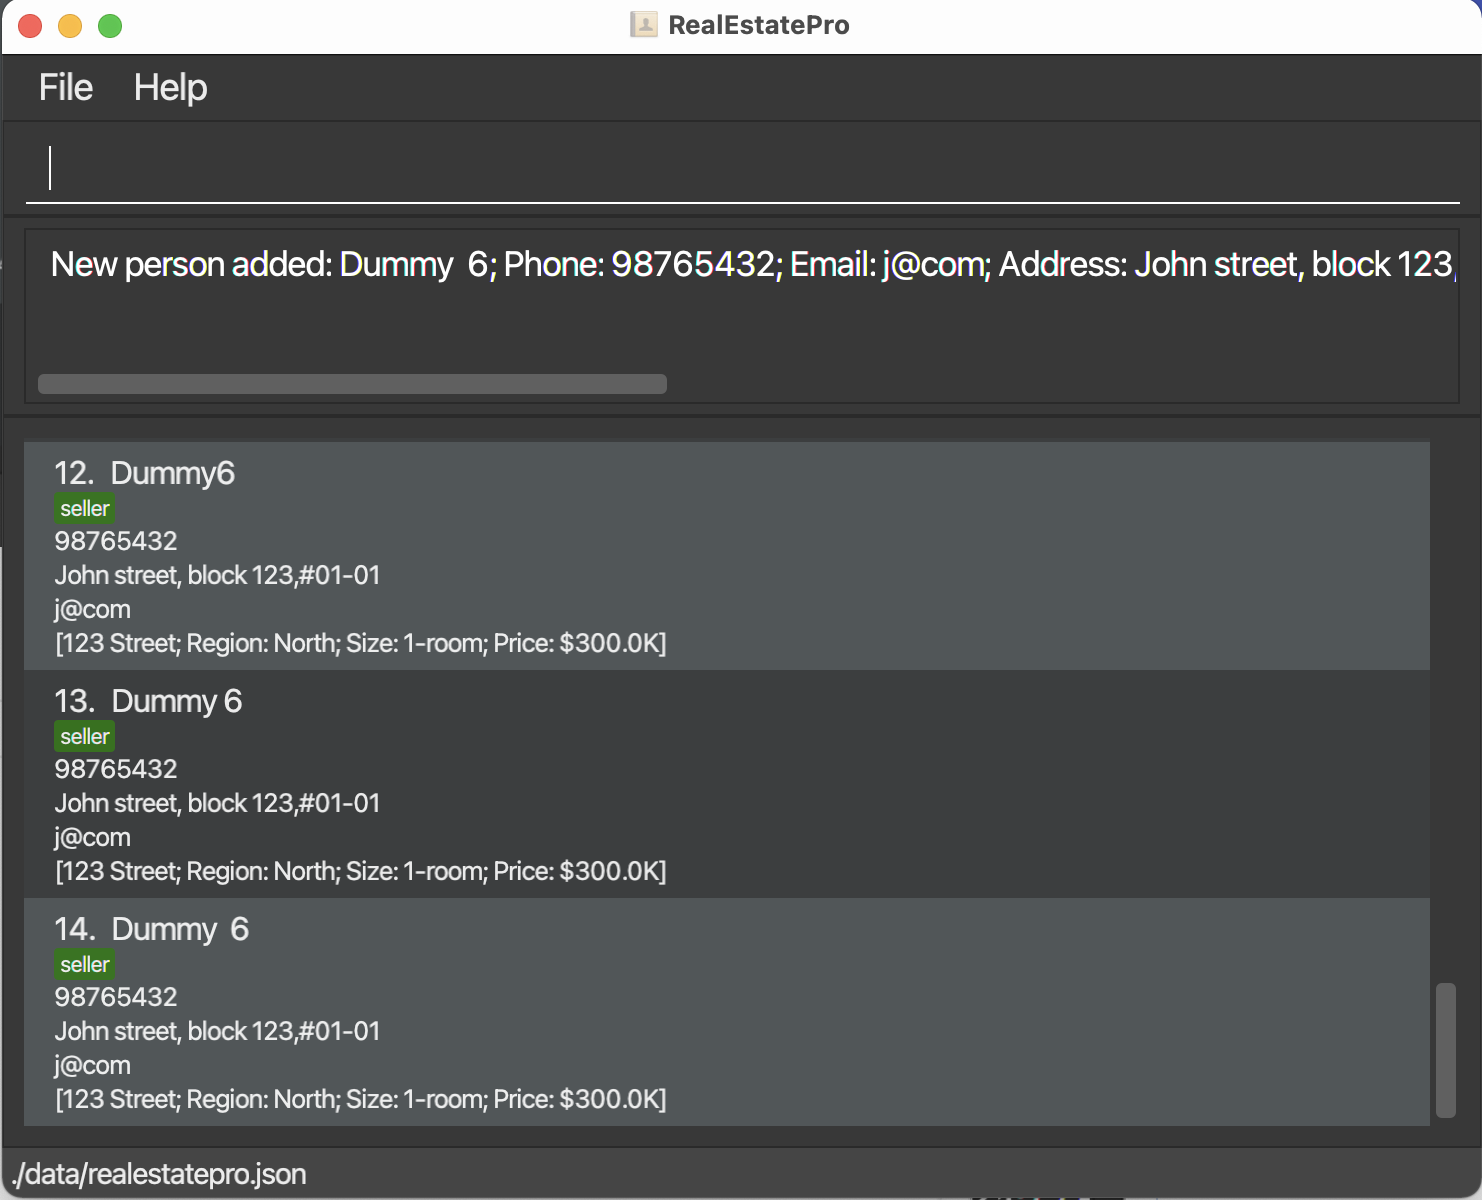 RealEstatePro
File Help
New person added: Dummy  6; Phone: 98765432; Email: j@com; Address: John street, block 123,
12. Dummy6
seller
98765432
John street, block 123,#01-01
j@com
[123 Street; Region: North; Size: 1-room; Price: $300.0K]
13. Dummy 6
seller
98765432
John street, block 123,#01-01
j@com
[123 Street; Region: North; Size: 1-room; Price: $300.0K]
14. Dummy  6
seller
98765432
John street, block 123,#01-01
j@com
[123 Street; Region: North; Size: 1-room; Price: $300.0K]
./data/realestatepro.json